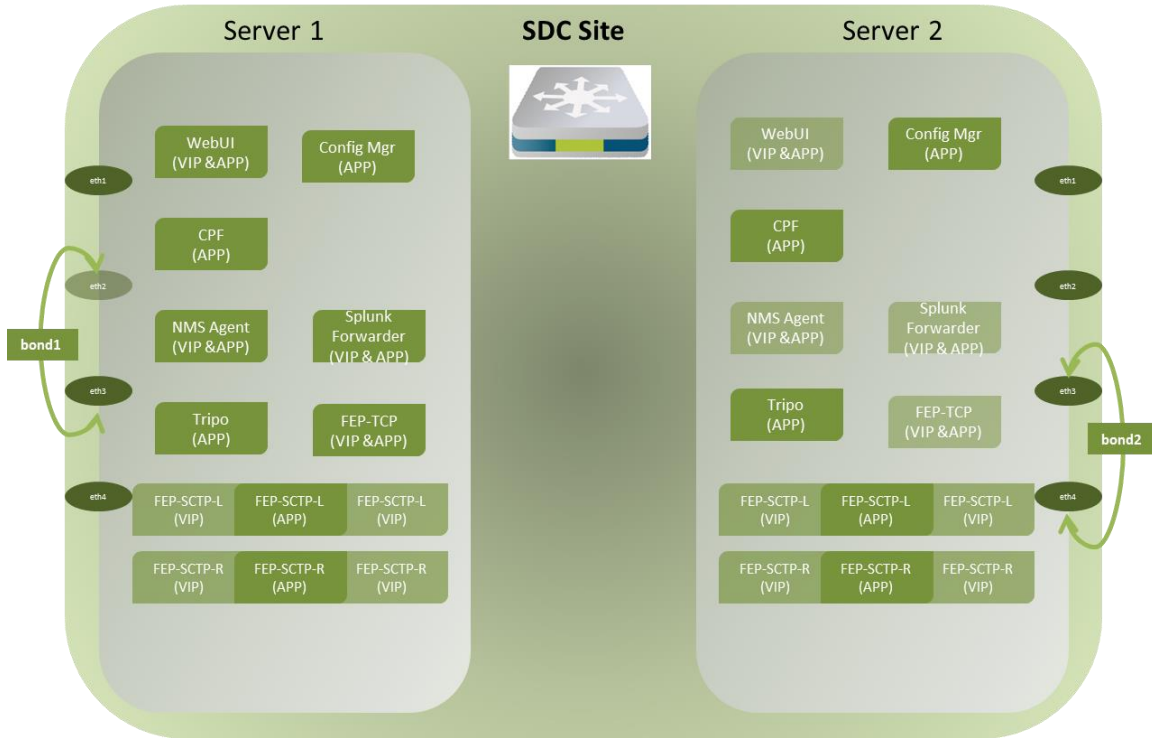 Server 1
SDC Site
Server 2
WebUI
(VIP &APP)
Config Mgr
(APP)
eth1
CPF
(APP)
eth2
NMS Agent
(VIP &APP)
Splunk
Forwarder
(VIP & APP)
bond1
eth3
Tripo
(APP)
FEP-TCP
(VIP &APP)
eth4
FEP-SCTP-L
(VIP)
FEP-SCTP-L
(APP)
FEP-SCTP-L
(VIP)
FEP-SCTP-R
(VIP)
FEP-SCTP-R
(APP)
FEP-SCTP-R
(VIP)
WebUI
(VIP &APP)
Config Mgr
(APP)
eth1
CPF
(APP)
eth2
NMS Agent
(VIP &APP)
Splunk
Forwarder
(VIP & APP)
eth3
Tripo
(APP)
FEP-TCP
(VIP &APP)
bond2
eth4
FEP-SCTP-L
(VIP)
FEP-SCTP-L
(APP)
FEP-SCTP-L
(VIP)
FEP-SCTP-R
(VIP)
FEP-SCTP-R
(APP)
FEP-SCTP-R
(VIP)